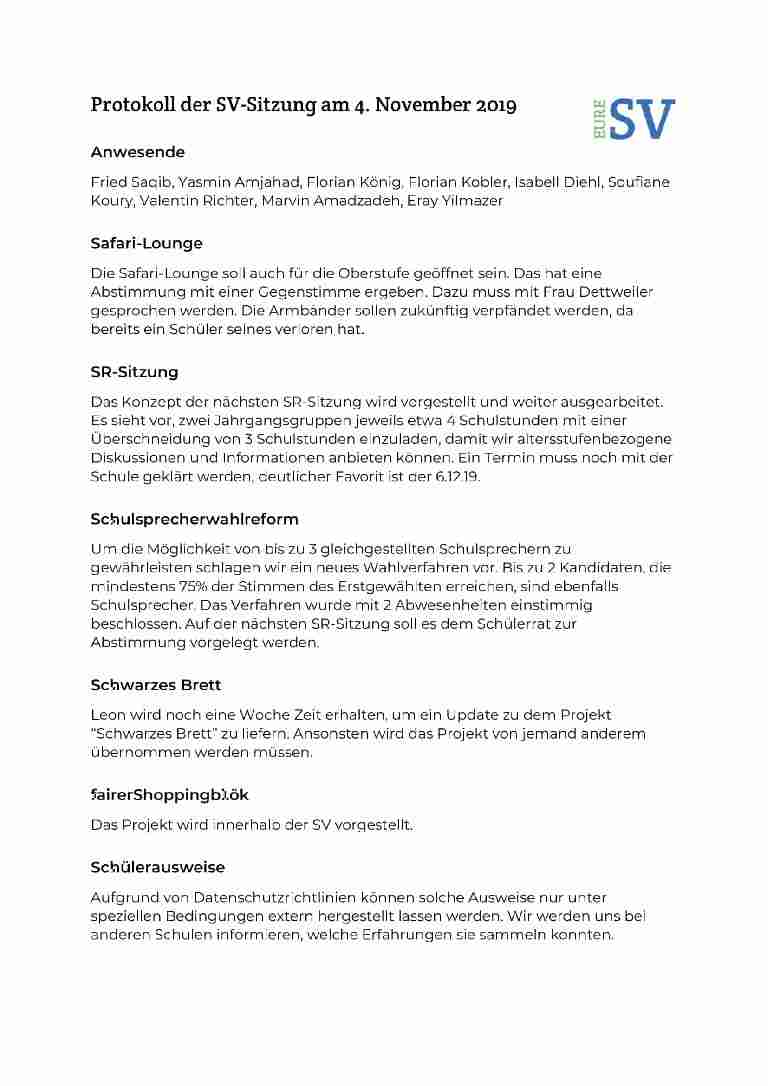 Protokoll der SV-Sitzung am 4. November 2019
EURE SV
Anwesende
Fried Saqib, Yasmin Amjahad, Florian König, Florian Kobler, Isabell Diehl, Soufiane
Koury, Valentin Richter, Marvin Amadzadeh, Eray Yilmazer
Safari-Lounge
Die Safari-Lounge soll auch für die Oberstufe geöffnet sein. Das hat eine
Abstimmung mit einer Gegenstimme ergeben. Dazu muss mit Frau Dettweiler
gesprochen werden. Die Armbänder sollen zukünftig verpfändet werden, da
bereits ein Schüler seines verloren hat.
SR-Sitzung
Das Konzept der nächsten SR-Sitzung wird vorgestellt und weiter ausgearbeitet.
Es sieht vor, zwei Jahrgangsgruppen jeweils etwa 4 Schulstunden mit einer
Überschneidung von 3 Schulstunden einzuladen, damit wir altersstufenbezogene
Diskussionen und Informationen anbieten können. Ein Termin muss noch mit der
Schule geklärt werden, deutlicher Favorit ist der 6.12.19.
Schulsprecherwahlreform
Um die Möglichkeit von bis zu 3 gleichgestellten Schulsprechern zu
gewährleisten schlagen wir ein neues Wahlverfahren vor. Bis zu 2 Kandidaten, die
mindestens 75% der Stimmen des Erstgewählten erreichen, sind ebenfalls
Schulsprecher. Das Verfahren wurde mit 2 Abwesenheiten einstimmig
beschlossen. Auf der nächsten SR-Sitzung soll es dem Schülerrat zur
Abstimmung vorgelegt werden.
Schwarzes Brett
Leon wird noch eine Woche Zeit erhalten, um ein Update zu dem Projekt
"Schwarzes Brett" zu liefern. Ansonsten wird das Projekt von jemand anderem
übernommen werden müssen.
fairerShoppingblök
Das Projekt wird innerhalb der SV vorgestellt.
Schülerausweise
Aufgrund von Datenschutzrichtlinien können solche Ausweise nur unter
speziellen Bedingungen extern hergestellt lassen werden. Wir werden uns bei
anderen Schulen informieren, welche Erfahrungen sie sammeln konnten.